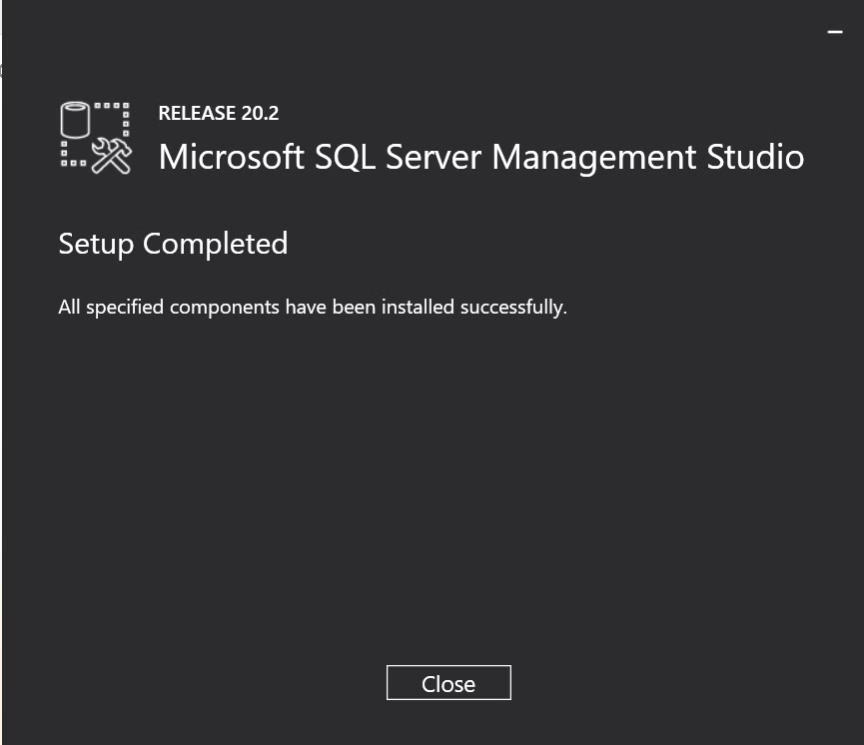 RELEASE 20.2
Microsoft SQL Server Management Studio
Setup Completed
All specified components have been installed successfully.
Close